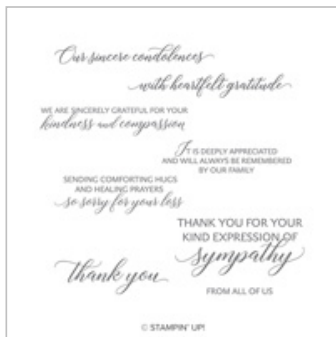 Our sincere condolences
with heartfelt gratitude
WE ARE SINCERELY GRATEFUL FOR YOUR
kindness and compassion
IT IS DEEPLY APPRECIATED
AND WILL ALWAYS BE REMEMBERED
BY OUR FAMILY
SENDING COMFORTING HUGS
AND HEALING PRAYERS
so sorry for your loss
THANK YOU FOR YOUR
KIND EXPRESSION OF
sympathy
thank you
FROM ALL OF US
© STAMPIN' UP!